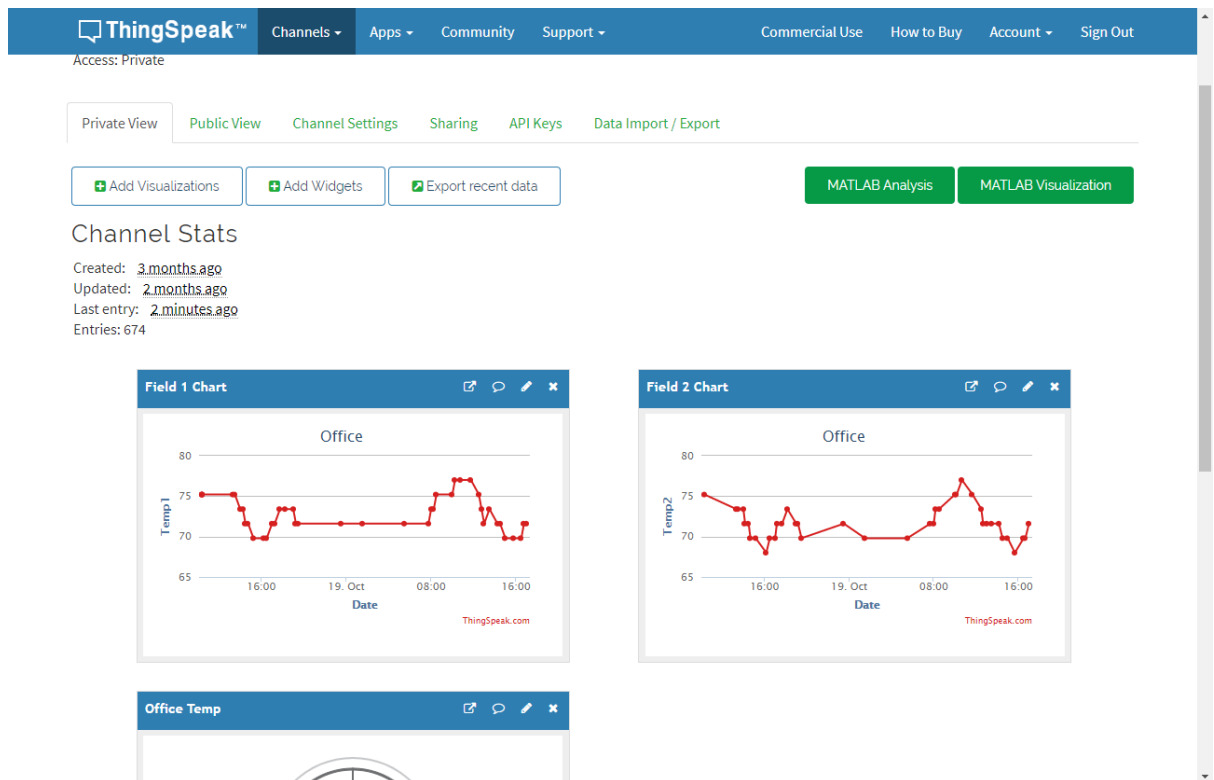 ThingSpeak™ Channels Apps Community Support Commercial Use How to Buy Account Sign Out
Access: Private
Private View Public View Channel Settings Sharing API Keys Data Import / Export
Add Visualizations Add Widgets Export recent data MATLAB Analysis MATLAB Visualization
Channel Stats
Created: 3 months ago
Updated: 2 months ago
Last entry: 2 minutes ago
Entries: 674
Field 1 Chart
Office
Temp1
80
75
70
65
16:00 19. Oct 08:00 16:00
Date
ThingSpeak.com
Field 2 Chart
Office
Temp2
80
75
70
65
16:00 19. Oct 08:00 16:00
Date
ThingSpeak.com
Office Temp